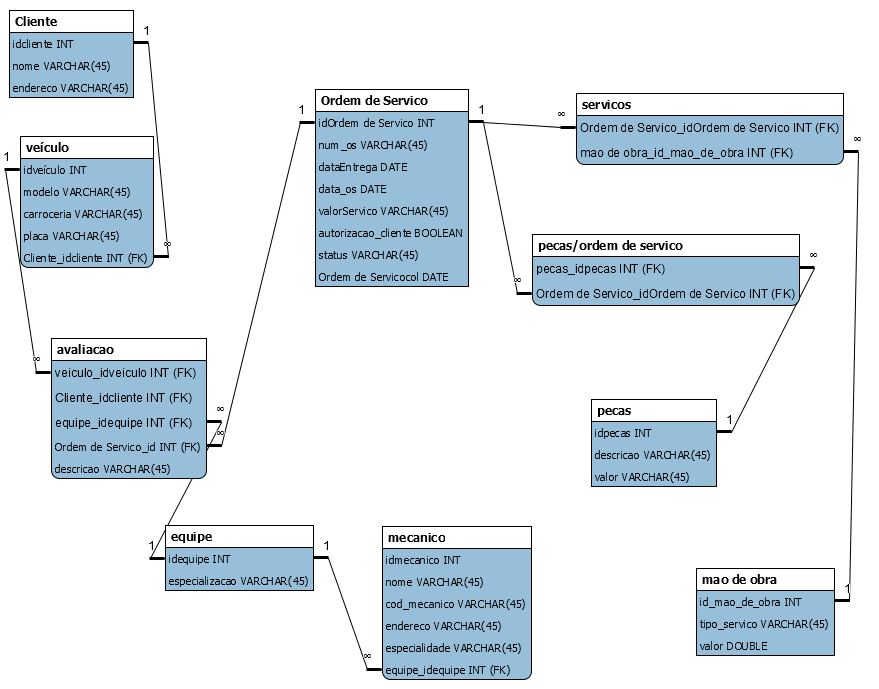 Cliente
idcliente INT
nome VARCHAR(45)
endereco VARCHAR(45)
1
veículo
idveículo INT
modelo VARCHAR(45)
carroceria VARCHAR(45)
placa VARCHAR(45)
Cliente_idcliente INT (FK)
1
∞
avaliacao
veiculo_idveiculo INT (FK)
Cliente_idcliente INT (FK)
equipe_idequipe INT (FK)
Ordem de Servico_id INT (FK)
descricao VARCHAR(45)
∞
∞
∞
Ordem de Servico
idOrdem de Servico INT
num_os VARCHAR(45)
dataEntrega DATE
data_os DATE
valorServico VARCHAR(45)
autorizacao_cliente BOOLEAN
status VARCHAR(45)
Ordem de Servicocol DATE
1
1
servicos
Ordem de Servico_idOrdem de Servico INT (FK)
mao de obra_id_mao_de_obra INT (FK)
∞
∞
pecas/ordem de servico
pecas_idpecas INT (FK)
Ordem de Servico_idOrdem de Servico INT (FK)
∞
∞
pecas
idpecas INT
descricao VARCHAR(45)
valor VARCHAR(45)
1
equipe
idequipe INT
especializacao VARCHAR(45)
1
1
mecanico
idmecanico INT
nome VARCHAR(45)
cod_mecanico VARCHAR(45)
endereco VARCHAR(45)
especialidade VARCHAR(45)
equipe_idequipe INT (FK)
∞
mao de obra
id_mao_de_obra INT
tipo_servico VARCHAR(45)
valor DOUBLE
1